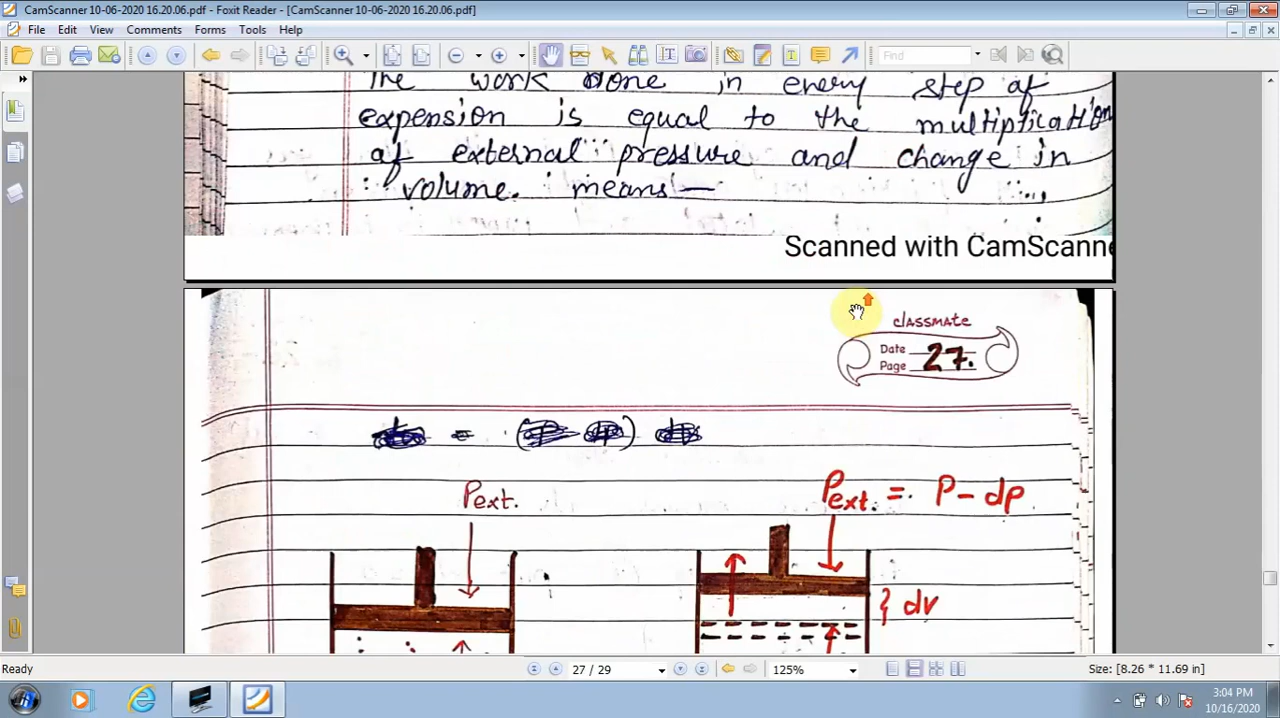 CamScanner 10-06-2020 16.20.06.pdf - Foxit Reader - [CamScanner 10-06-2020 16.20.06.pdf]
File Edit View Comments Forms Tools Help
Find
The work done in every step of
expension is equal to the multiplication
of external pressure and change in
volume. means —
Scanned with CamScanne
classmate
Date
Page 27.
=
Pext.
Pext. = P - dp
dv
Ready
27 / 29
125%
Size: [8.26 * 11.69 in]
3:04 PM
10/16/2020